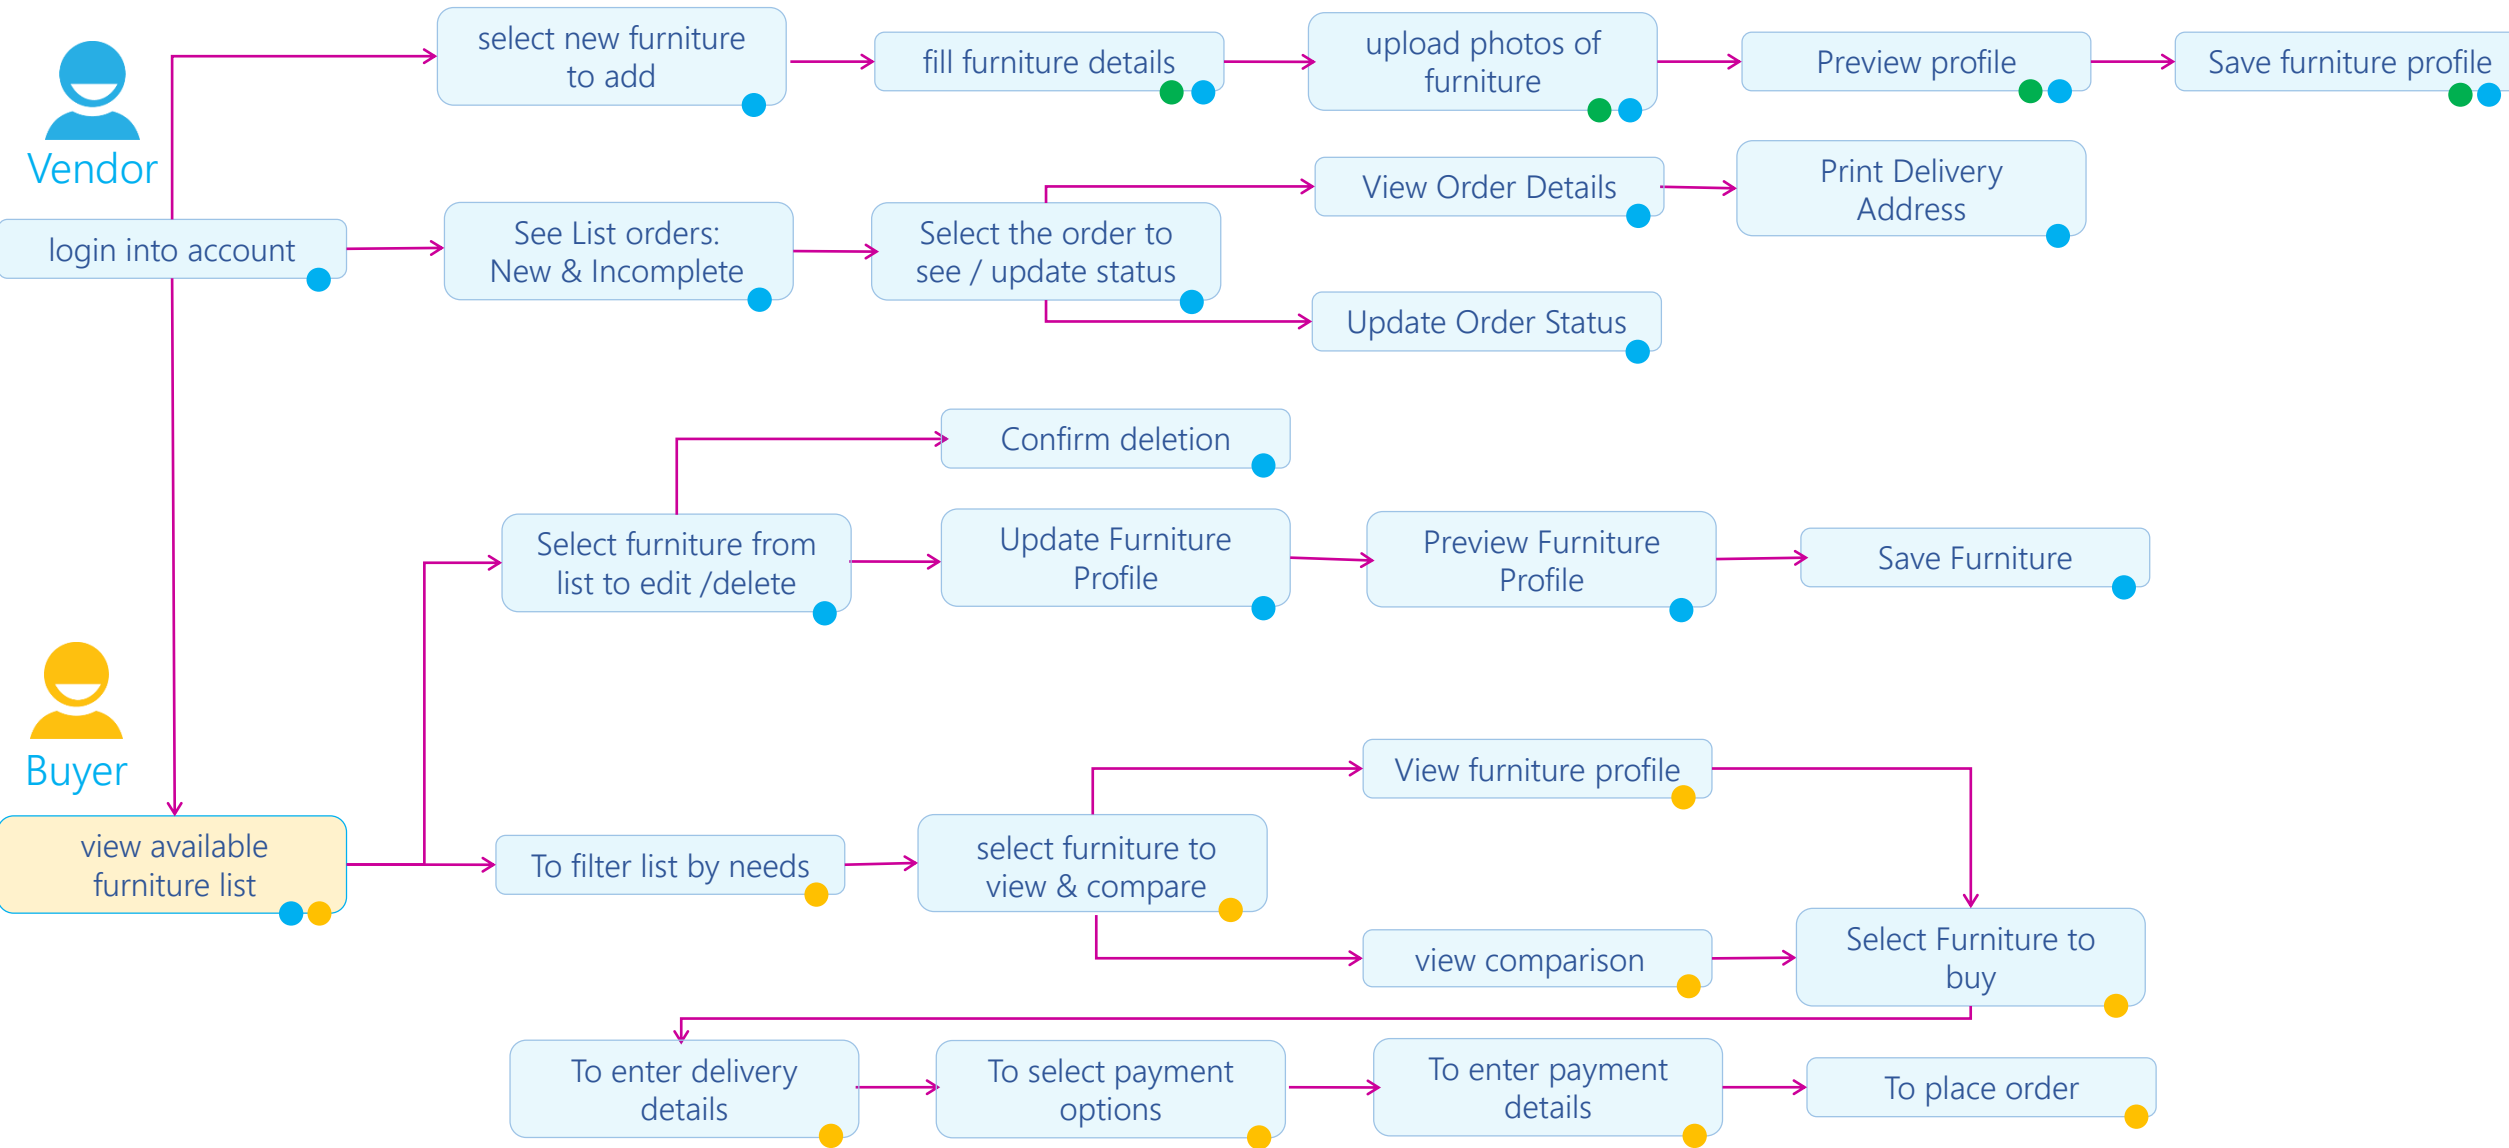 select new furniture
to add
fill furniture details
upload photos of
furniture
Preview profile
Save furniture profile
Vendor
login into account
See List orders:
New & Incomplete
Select the order to
see / update status
View Order Details
Print Delivery
Address
Update Order Status
Confirm deletion
Select furniture from
list to edit /delete
Update Furniture
Profile
Preview Furniture
Profile
Save Furniture
Buyer
view available
furniture list
To filter list by needs
select furniture to
view & compare
View furniture profile
view comparison
Select Furniture to
buy
To enter delivery
details
To select payment
options
To enter payment
details
To place order